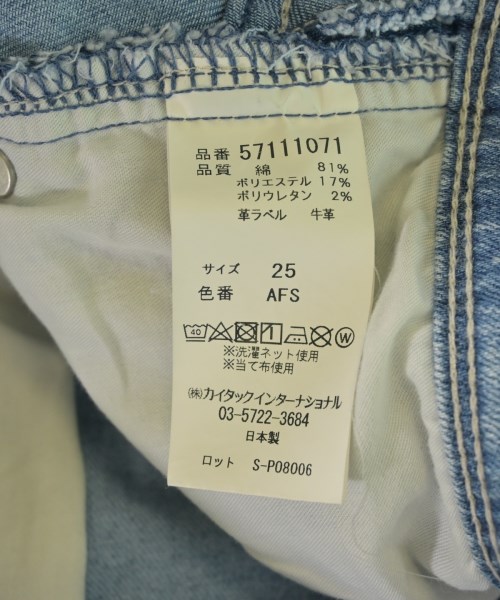 品番 57111071
品質 綿 81%
ポリエステル 17%
ポリウレタン 2%
革ラベル 牛革
サイズ 25
色番 AFS
40 W
※洗濯ネット使用
※当て布使用
㈱カイタックインターナショナル
03-5722-3684
日本製
ロット S-P08006